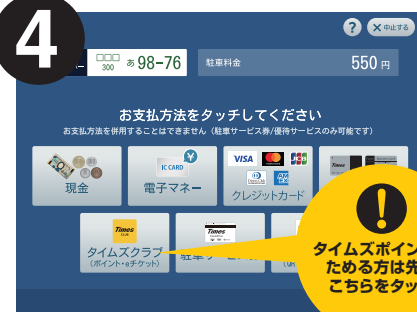 4
? × 中止する
□□□
300 あ 98-76
駐車料金 550 円
お支払方法をタッチしてください
お支払方法を併用することはできません（駐車サービス券/優待サービスのみ可能です）
現金
IC CARD ¥
電子マネー
VISA
クレジットカード
Times
Times CLUB
タイムズクラブ
(ポイント・eチケット)
Times
!
タイムズポイン
ためる方は先
こちらをタッ